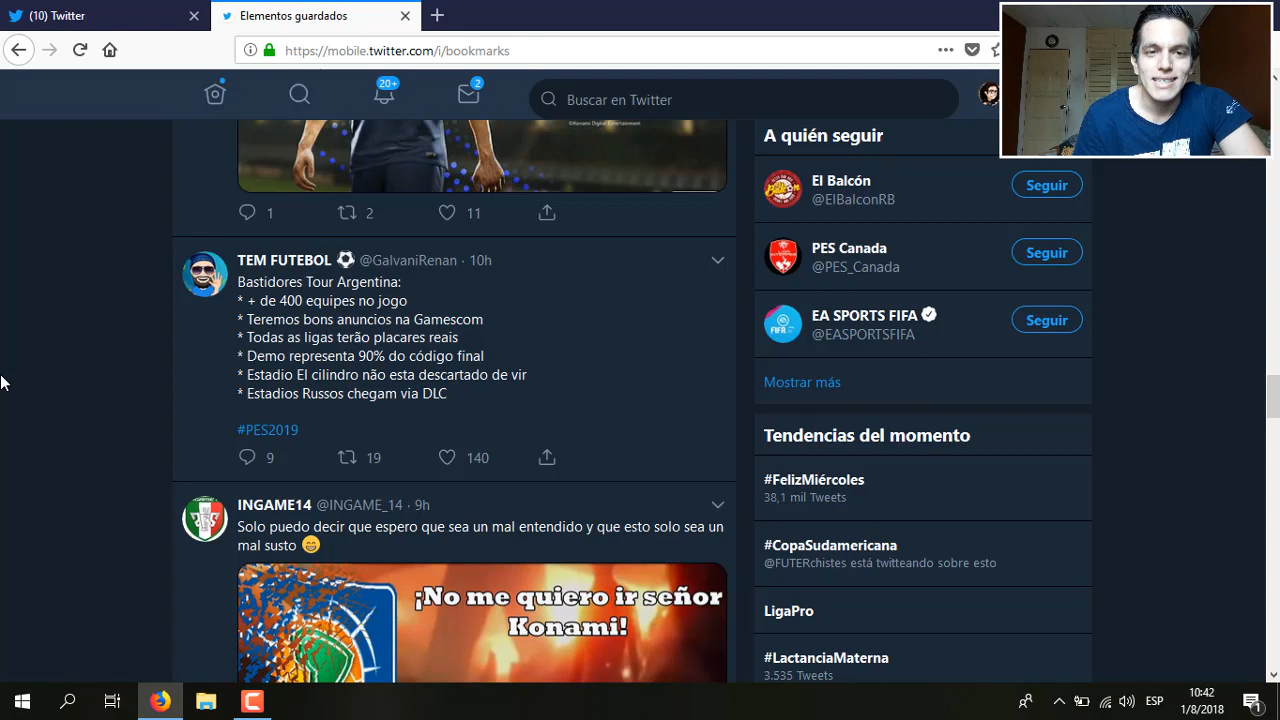 (10) Twitter
Elementos guardados
https://mobile.twitter.com/i/bookmarks
20+
2
Buscar en Twitter
©Konami Digital Entertainment
1
2
11
TEM FUTEBOL ⚽ @GalvaniRenan · 10h
Bastidores Tour Argentina:
* + de 400 equipes no jogo
* Teremos bons anuncios na Gamescom
* Todas as ligas terão placares reais
* Demo representa 90% do código final
* Estadio El cilindro não esta descartado de vir
* Estadios Russos chegam via DLC
#PES2019
9
19
140
INGAME14 @INGAME_14 · 9h
Solo puedo decir que espero que sea un mal entendido y que esto solo sea un
mal susto 😄
¡No me quiero ir señor
Konami!
A quién seguir
El Balcón
@ElBalconRB
Seguir
PES Canada
@PES_Canada
Seguir
EA SPORTS FIFA
@EASPORTSFIFA
Seguir
Mostrar más
Tendencias del momento
#FelizMiércoles
38,1 mil Tweets
#CopaSudamericana
@FUTERchistes está twitteando sobre esto
LigaPro
#LactanciaMaterna
3.535 Tweets
ESP
10:42
1/8/2018
1